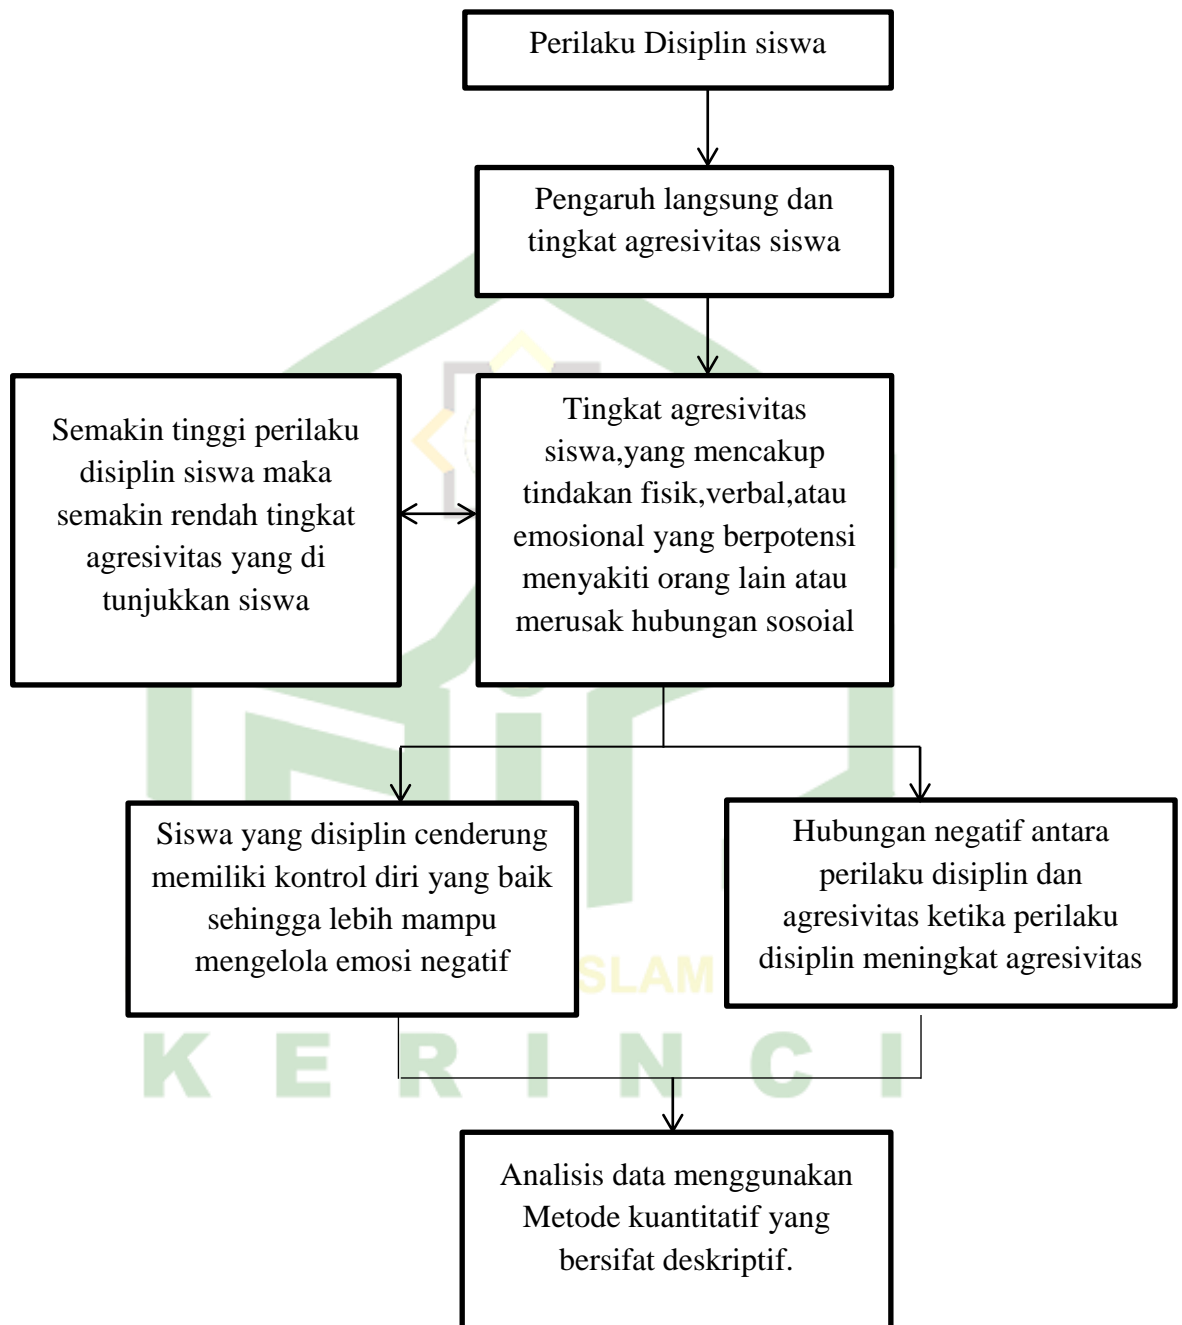 Perilaku Disiplin siswa
Pengaruh langsung dan
tingkat agresivitas siswa
Semakin tinggi perilaku
disiplin siswa maka
semakin rendah tingkat
agresivitas yang di
tunjukkan siswa
Tingkat agresivitas
siswa,yang mencakup
tindakan fisik,verbal,atau
emosional yang berpotensi
menyakiti orang lain atau
merusak hubungan sosoial
Siswa yang disiplin cenderung
memiliki kontrol diri yang baik
sehingga lebih mampu
mengelola emosi negatif
Hubungan negatif antara
perilaku disiplin dan
agresivitas ketika perilaku
disiplin meningkat agresivitas
SLAM
KERINCI
Analisis data menggunakan
Metode kuantitatif yang
bersifat deskriptif.